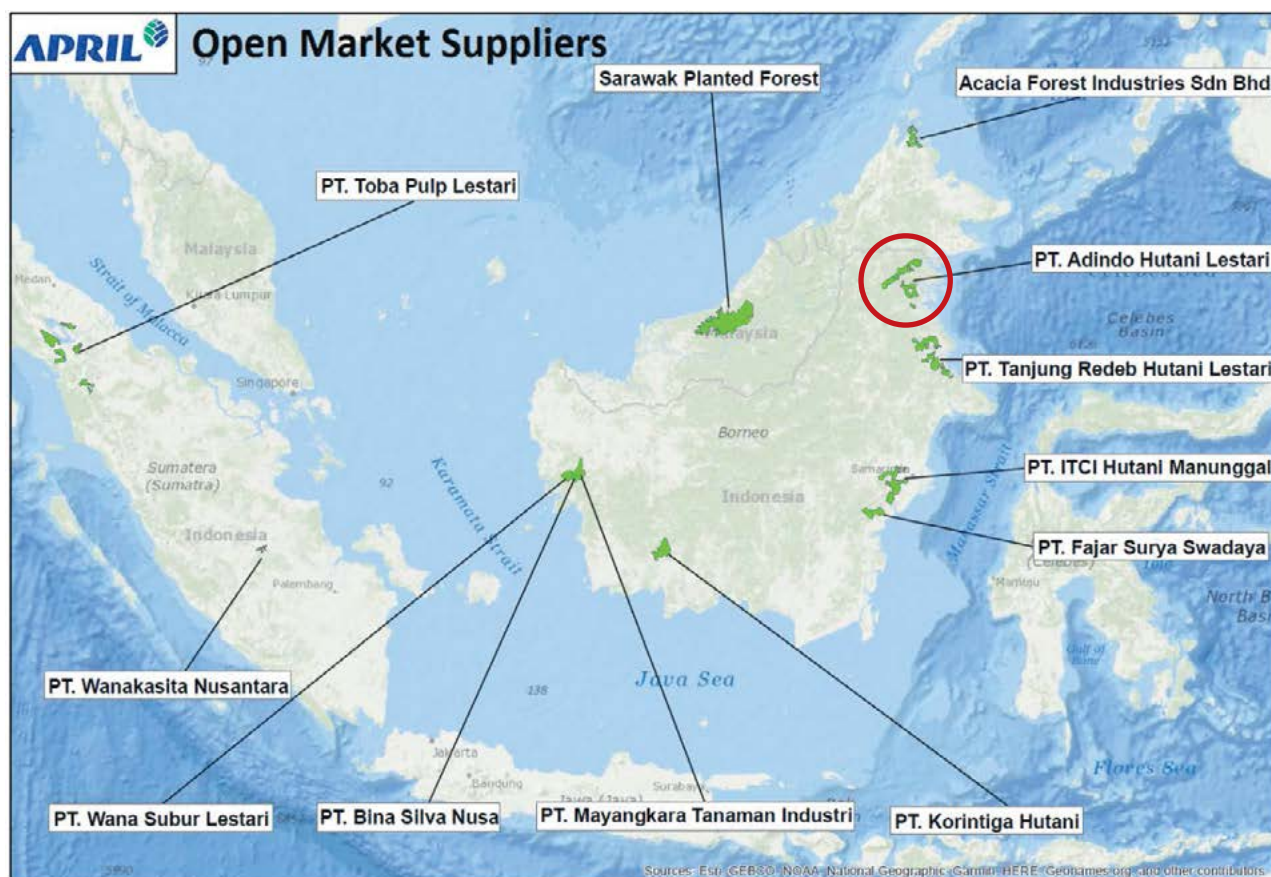 APRIL
Open Market Suppliers
Sarawak Planted Forest
Acacia Forest Industries Sdn Bhd
PT. Toba Pulp Lestari
PT. Adindo Hutani Lestari
PT. Tanjung Redeb Hutani Lestari
PT. ITCI Hutani Manunggal
PT. Fajar Surya Swadaya
PT. Wanakasita Nusantara
PT. Wana Subur Lestari
PT. Bina Silva Nusa
PT. Mayangkara Tanaman Industri
PT. Korintiga Hutani
Malaysia
Medan
Strait of Malacca
Kuala Lumpur
Malaysia
Celebes
Basin
Singapore
Borneo
Sumatera
(Sumatra)
Karamata Strait
92
Indonesia
Samarinda
Indonesia
Palembang
(Celebes)
Java Sea
138
Jakarta
Bandung
Surabaya
Flores Sea
Sources: Esri, GEBCO, NOAA, National Geographic, Garmin, HERE, Geonames.org, and other contributors